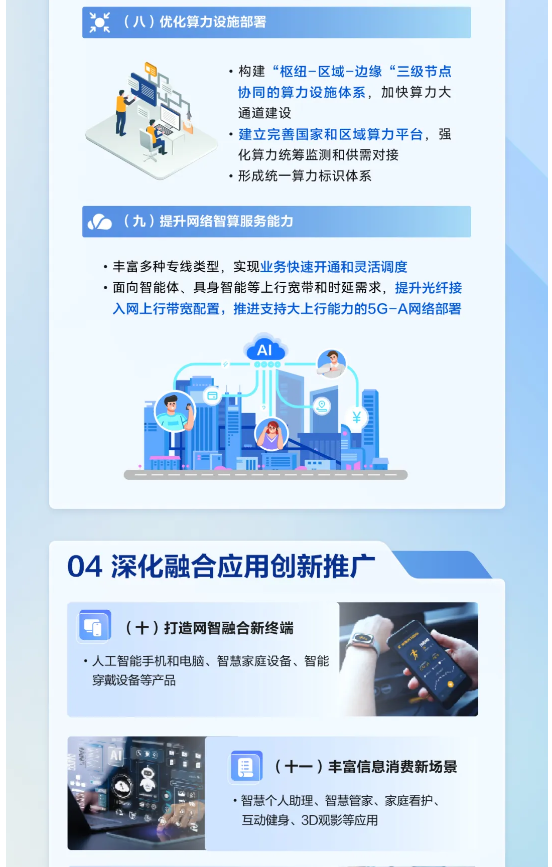 （八）优化算力设施部署
·构建“枢纽-区域-边缘“三级节点
协同的算力设施体系，加快算力大
通道建设
·建立完善国家和区域算力平台，强
化算力统筹监测和供需对接
·形成统一算力标识体系
（九）提升网络智算服务能力
·丰富多种专线类型，实现业务快速开通和灵活调度
·面向智能体、具身智能等上行宽带和时延需求，提升光纤接
入网上行带宽配置，推进支持大上行能力的5G-A网络部署
AI
¥
04 深化融合应用创新推广
（十）打造网智融合新终端
·人工智能手机和电脑、智慧家庭设备、智能
穿戴设备等产品
AI
（十一）丰富信息消费新场景
·智慧个人助理、智慧管家、家庭看护、
互动健身、3D观影等应用